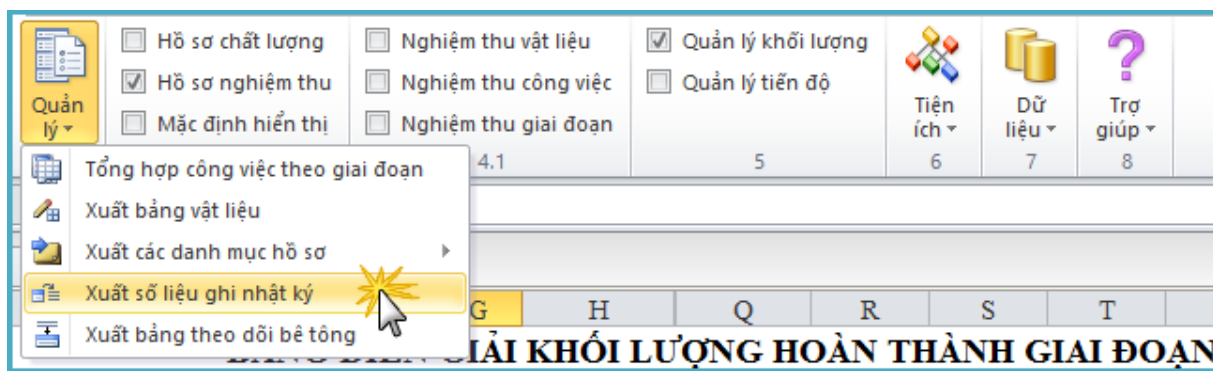 Hồ sơ chất lượng
Nghiệm thu vật liệu
Quản lý khối lượng
Hồ sơ nghiệm thu
Nghiệm thu công việc
Quản lý tiến độ
Mặc định hiển thị
Nghiệm thu giai đoạn
Quản
lý
Tiện
ích
Dữ
liệu
Trợ
giúp
4.1
5
6
7
8
Tổng hợp công việc theo giai đoạn
Xuất bảng vật liệu
Xuất các danh mục hồ sơ
Xuất số liệu ghi nhật ký
Xuất bảng theo dõi bê tông
G H Q R S T
GIẢI KHỐI LƯỢNG HOÀN THÀNH GIAI ĐOẠN